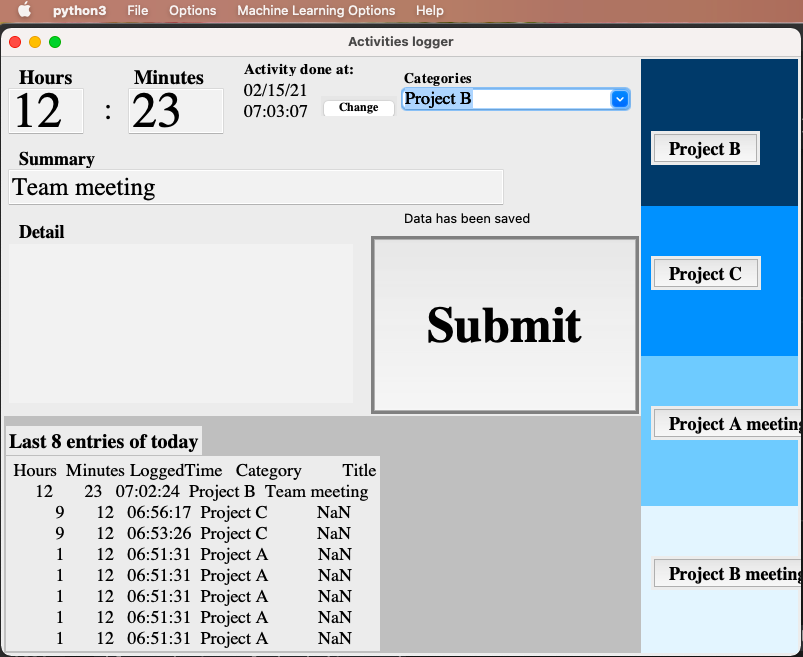 python3 File Options Machine Learning Options Help
Activities logger
Hours Minutes Activity done at: Categories
12 : 23 02/15/21 Project B
07:03:07 Change
Summary
Team meeting
Data has been saved
Detail
Submit
Project B
Project C
Project A meeting
Project B meeting
Last 8 entries of today
Hours Minutes LoggedTime Category Title
12 23 07:02:24 Project B Team meeting
9 12 06:56:17 Project C NaN
9 12 06:53:26 Project C NaN
1 12 06:51:31 Project A NaN
1 12 06:51:31 Project A NaN
1 12 06:51:31 Project A NaN
1 12 06:51:31 Project A NaN
1 12 06:51:31 Project A NaN